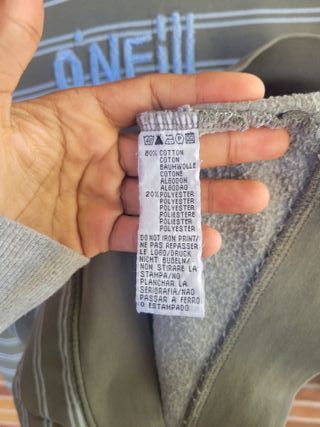 O'NEILL
80% COTTON
COTON
BAUMWOLLE
COTONE
ALGODON
ALGODAO
20% POLYESTER
POLYESTER
POLYESTER
POLIESTERE
POLIESTER
POLYESTER
DO NOT IRON PRINT/
NE PAS REPASSER
LE LOGO/DRUCK
NICHT BUGELN/
NON STIRARE LA
STAMPA/NO
PLANCHAR LA
SERIGRAFIA/NAO
PASSAR A FERRO
O ESTAMPADO